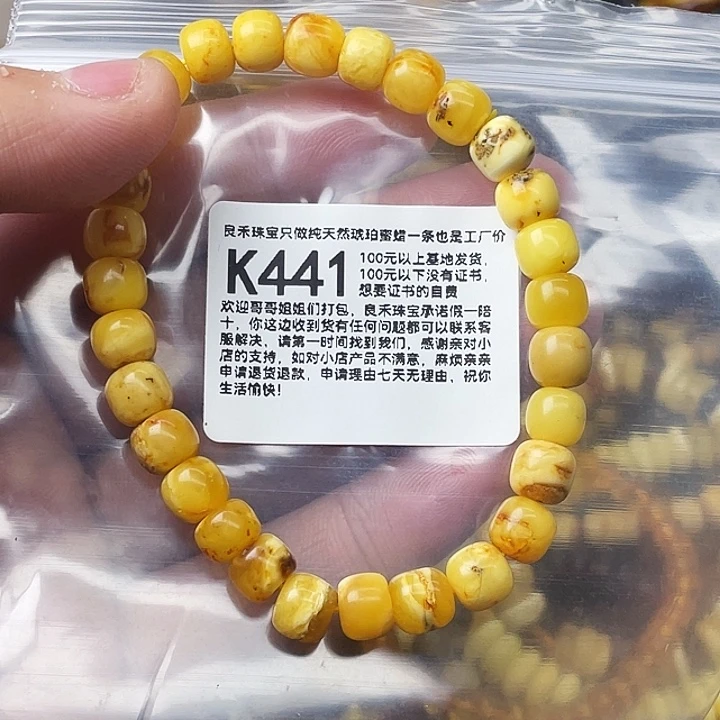 良禾珠宝只做纯天然琥珀蜜蜡一条也是工厂价
K441
100元以上基地发货，
100元以下没有证书，
想要证书的自费
欢迎哥哥姐姐们打包，良禾珠宝承诺假一陪
十，你这边收到货有任何问题都可以联系客
服解决、请第一时间找到我们，感谢亲对小
店的支持，如对小店产品不满意，麻烦亲亲
申请退货退款，申请理由七天无理由、祝你
生活愉快！